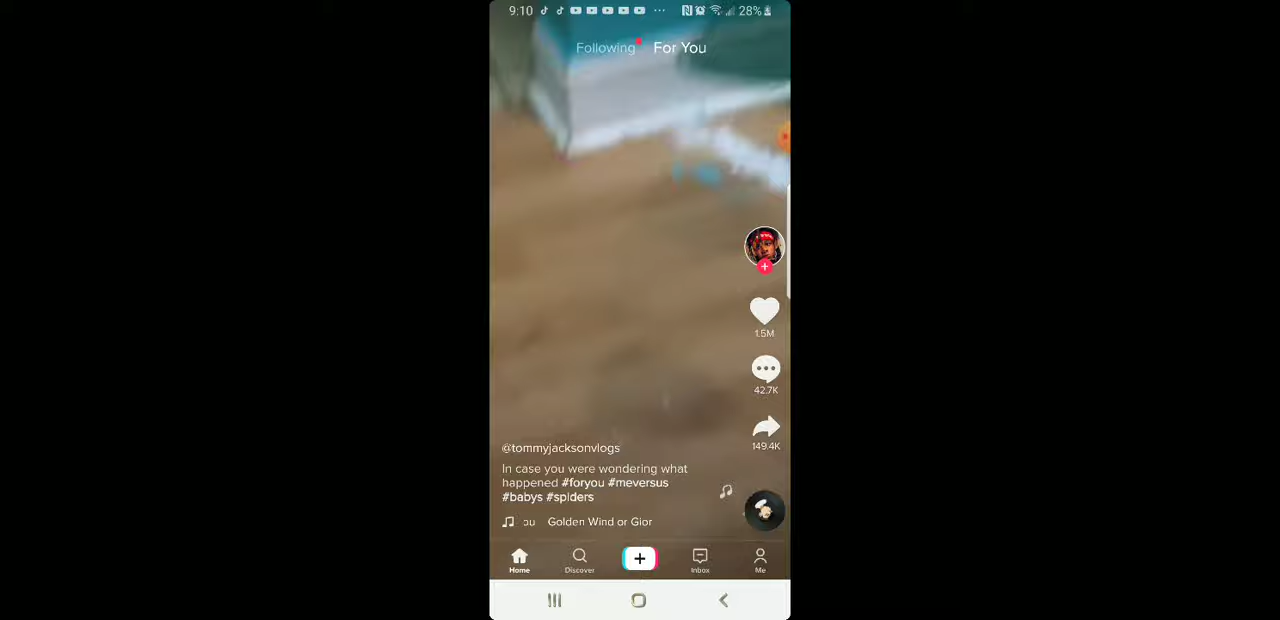 9:10
28%
Following For You
1.5M
42.7K
149.4K
@tommyjacksonvlogs
In case you were wondering what
happened #foryou #meversus
#babys #spiders
ou Golden Wind or Gior
Home Discover Inbox Me